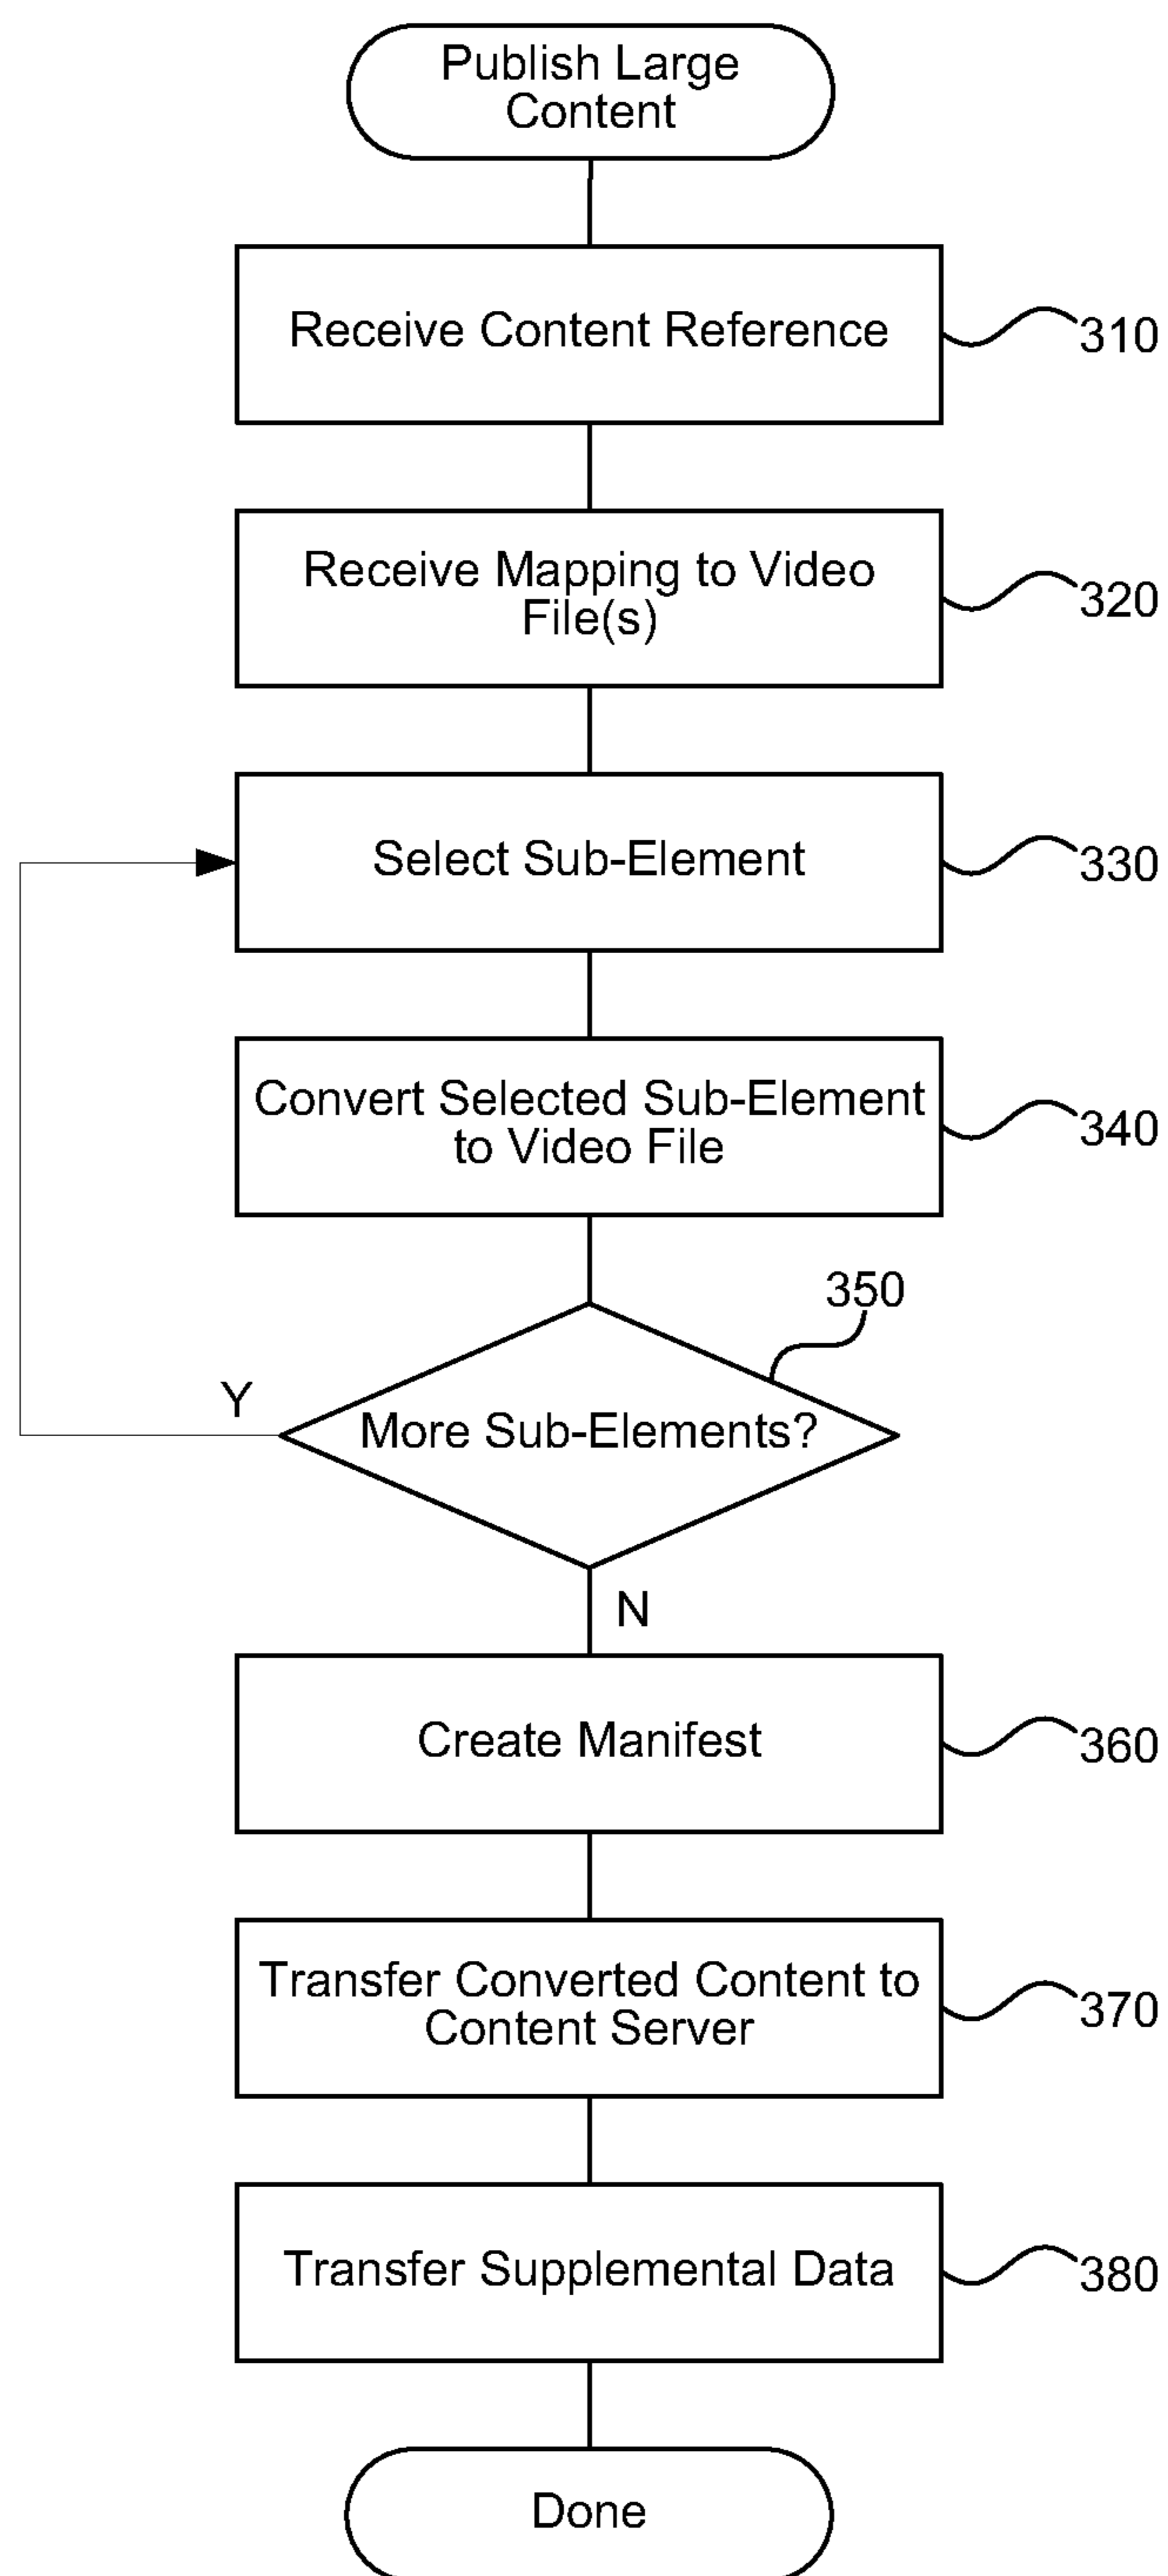 Publish Large
Content
Receive Content Reference
310
Receive Mapping to Video
File(s)
320
Select Sub-Element
330
Convert Selected Sub-Element
to Video File
340
350
More Sub-Elements?
Y
N
Create Manifest
360
Transfer Converted Content to
Content Server
370
Transfer Supplemental Data
380
Done